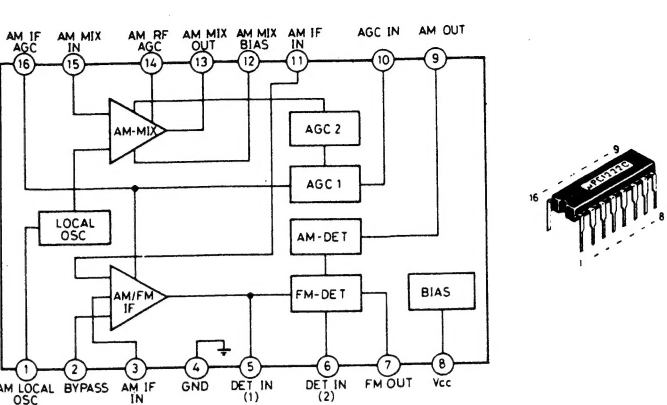 AM IF AGC
AM MIX IN
AM RF AGC
AM MIX OUT
AM MIX BIAS
AM IF IN
AGC IN
AM OUT
16
15
14
13
12
11
10
9
AM-MIX
AGC 2
AGC 1
LOCAL OSC
AM-DET
AM/FM IF
FM-DET
BIAS
1
2
3
4
5
6
7
8
AM LOCAL OSC
BYPASS
AM IF IN
GND
DET IN (1)
DET IN (2)
FM OUT
Vcc
9
16
μPC1222C
8
1